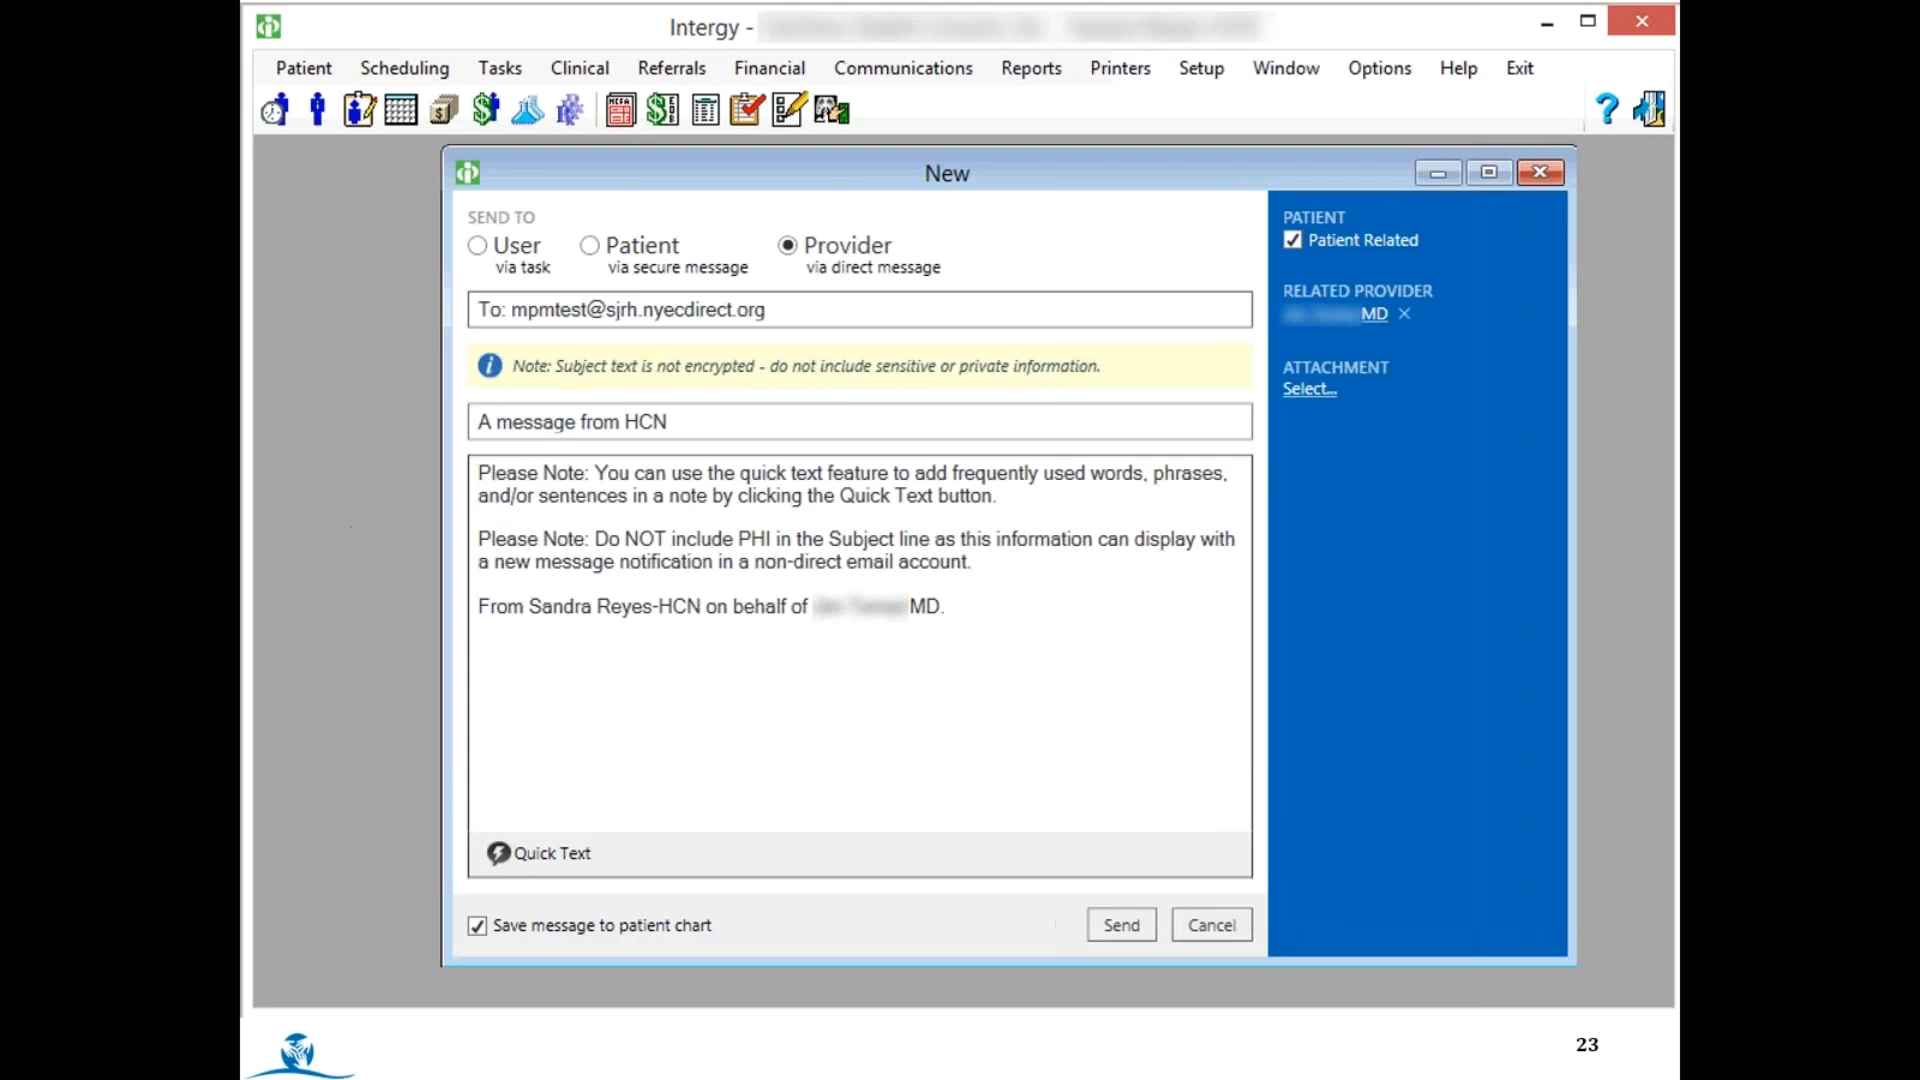 Intergy -
Patient Scheduling Tasks Clinical Referrals Financial Communications Reports Printers Setup Window Options Help Exit
New
SEND TO
User
via task
Patient
via secure message
Provider
via direct message
To: mpmtest@sjrh.nyecdirect.org
Note: Subject text is not encrypted - do not include sensitive or private information.
A message from HCN
Please Note: You can use the quick text feature to add frequently used words, phrases,
and/or sentences in a note by clicking the Quick Text button.
Please Note: Do NOT include PHI in the Subject line as this information can display with
a new message notification in a non-direct email account.
From Sandra Reyes-HCN on behalf of MD.
Quick Text
Save message to patient chart
Send
Cancel
PATIENT
Patient Related
RELATED PROVIDER
MD
ATTACHMENT
Select...
23